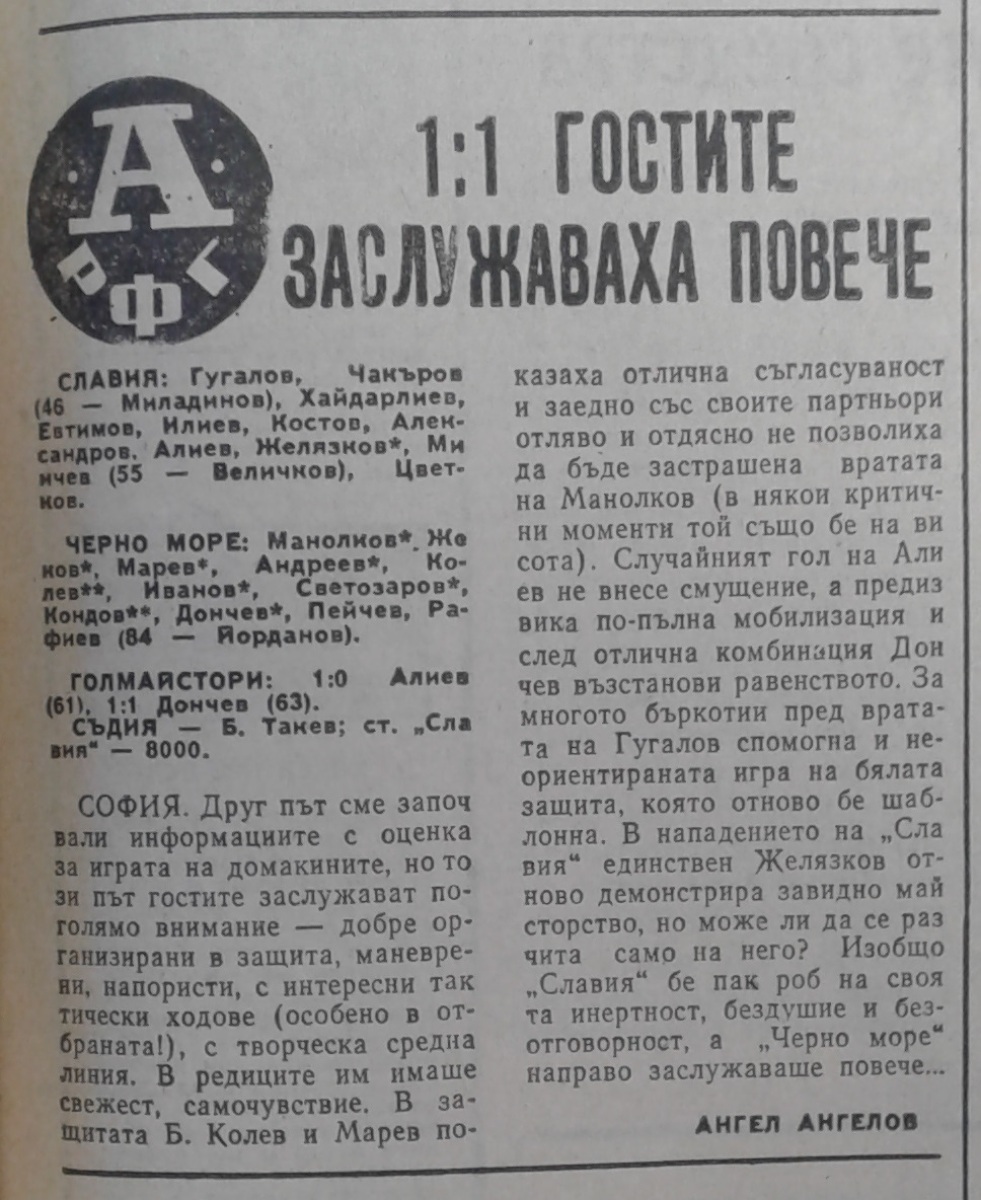 А
РФГ
1:1 ГОСТИТЕ
ЗАСЛУЖАВАХА ПОВЕЧЕ
СЛАВИЯ: Гугалов, Чакъров
(46 — Миладинов), Хайдарлиев,
Евтимов, Илиев, Костов, Алек-
сандров. Алиев, Желязков*, Ми
нчев (55 — Величков), Цвет-
ков.
ЧЕРНО МОРЕ: Манолков*. Же
ков*, Марев*, Андреев*, Ко-
лев**, Иванов*, Светозаров*,
Кондов**, Дончев*, Пейчев, Ра-
фиев (84 — Йорданов).
ГОЛМАЙСТОРИ: 1:0 Алиев
(61), 1:1 Дончев (63).
СЪДИЯ — Б. Такев; ст. „Сла
вия“ — 8000.
СОФИЯ. Друг път сме започ
вали информациите с оценка
за играта на домакините, но то
зи път гостите заслужават по-
голямо внимание — добре ор-
ганизирани в защита, маневре-
ни, напористи, с интересни так
тически ходове (особено в от-
браната!), с творческа средна
линия. В редиците им имаше
свежест, самочувствие. В за-
щитата Б. Колев и Марев по-
казаха отлична съгласуваност
и заедно със своите партньори
отляво и отдясно не позволиха
да бъде застрашена вратата
на Манолков (в някои критич-
ни моменти той също бе на ви
сота). Случайният гол на Али
ев не внесе смущение, а предиз
вика по-пълна мобилизация и
след отлична комбинация Дон
чев възстанови равенството. За
многото бъркотии пред врата-
та на Гугалов спомогна и не-
ориентираната игра на бялата
защита, която отново бе шаб-
лонна. В нападението на „Сла
вия“ единствен Желязков от-
ново демонстрира завидно май
сторство, но може ли да се раз
чита само на него? Изобщо
„Славия“ бе пак роб на своя
та инертност, бездушие и без-
отговорност, а „Черно море“
направо заслужаваше повече...
АНГЕЛ АНГЕЛОВ